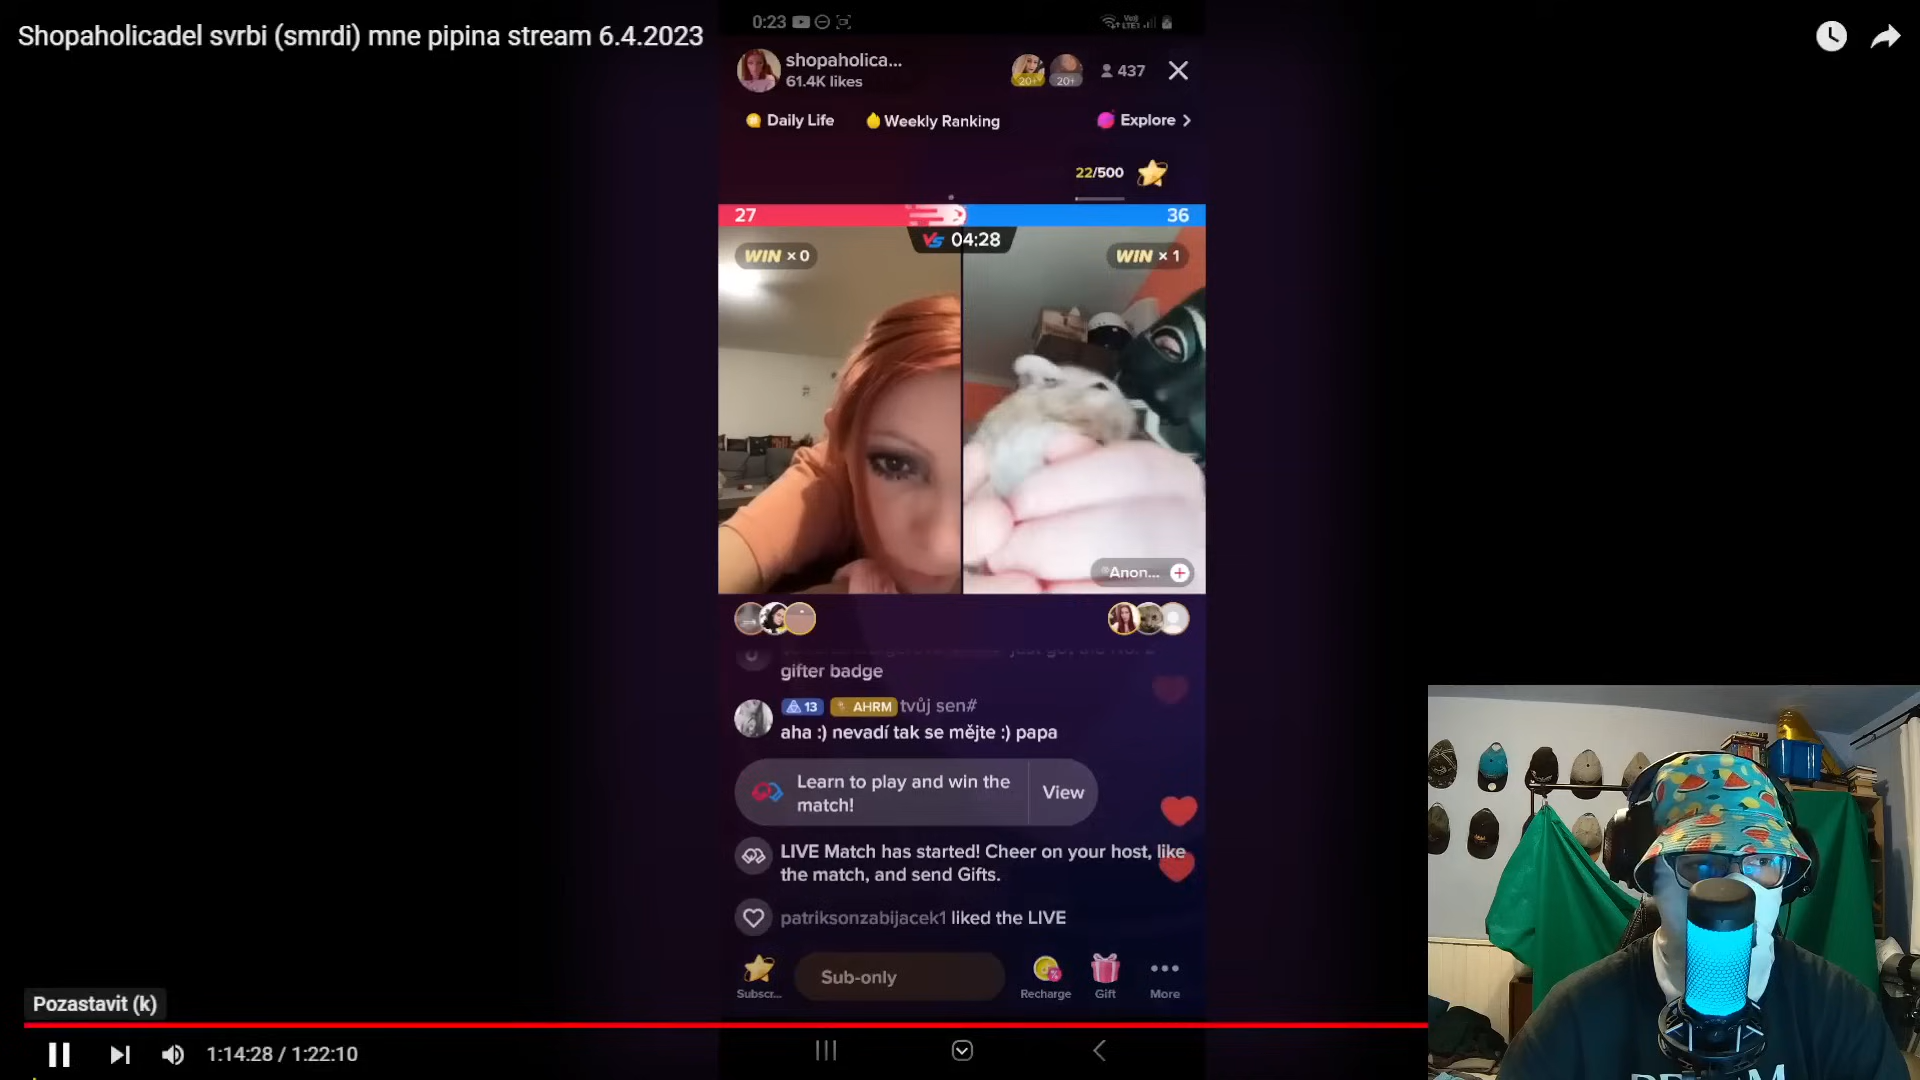 Shopaholicadel svrbi (smrdi) mne pipina stream 6.4.2023
0:23
shopaholica...
61.4K likes
20+
20+
437
Daily Life
Weekly Ranking
Explore
22/500
27
36
VS 04:28
WIN × 0
WIN × 1
Anon...
gifter badge
13 AHRM tvůj sen#
aha :) nevadí tak se mějte :) papa
Learn to play and win the
match!
View
LIVE Match has started! Cheer on your host, like
the match, and send Gifts.
patriksonzabijacek1 liked the LIVE
Subscr...
Sub-only
Recharge
Gift
More
Pozastavit (k)
1:14:28 / 1:22:10